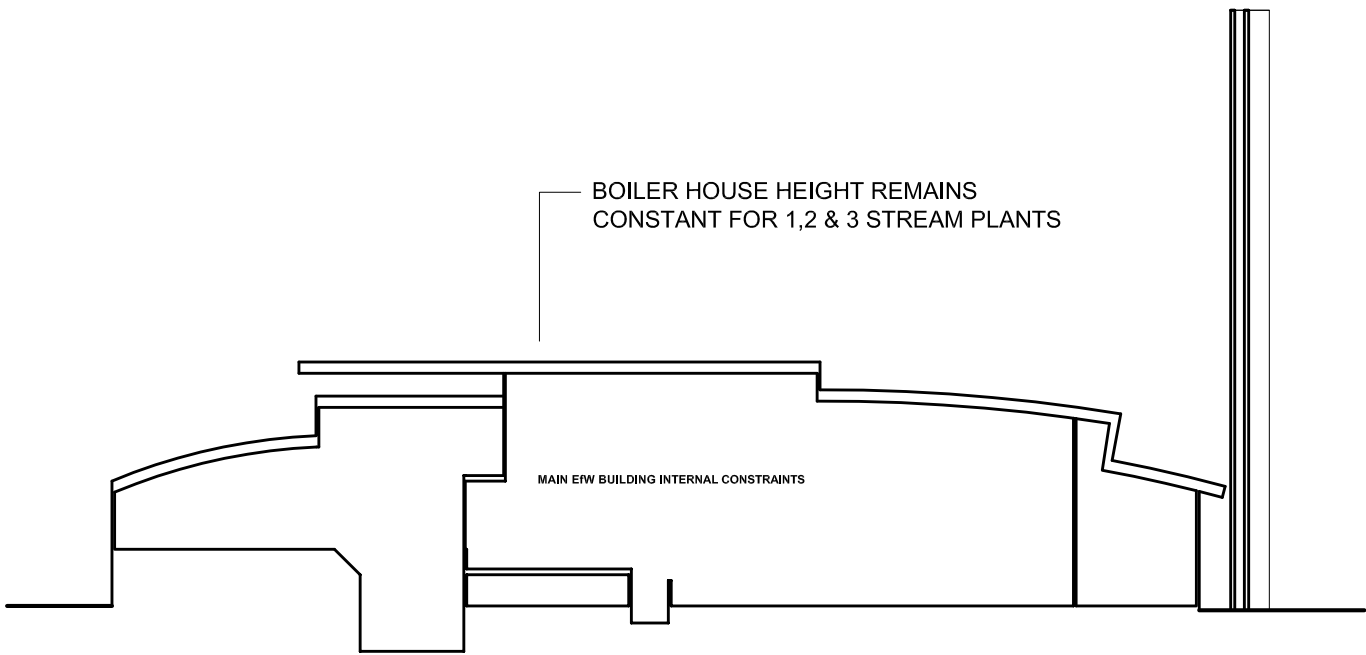 BOILER HOUSE HEIGHT REMAINS
CONSTANT FOR 1,2 & 3 STREAM PLANTS
MAIN EfW BUILDING INTERNAL CONSTRAINTS